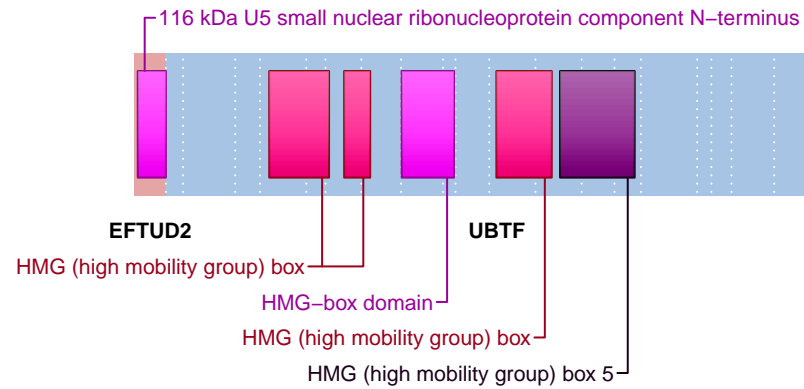 116 kDa U5 small nuclear ribonucleoprotein component N−terminus
EFTUD2
UBTF
HMG (high mobility group) box
HMG−box domain
HMG (high mobility group) box
HMG (high mobility group) box 5